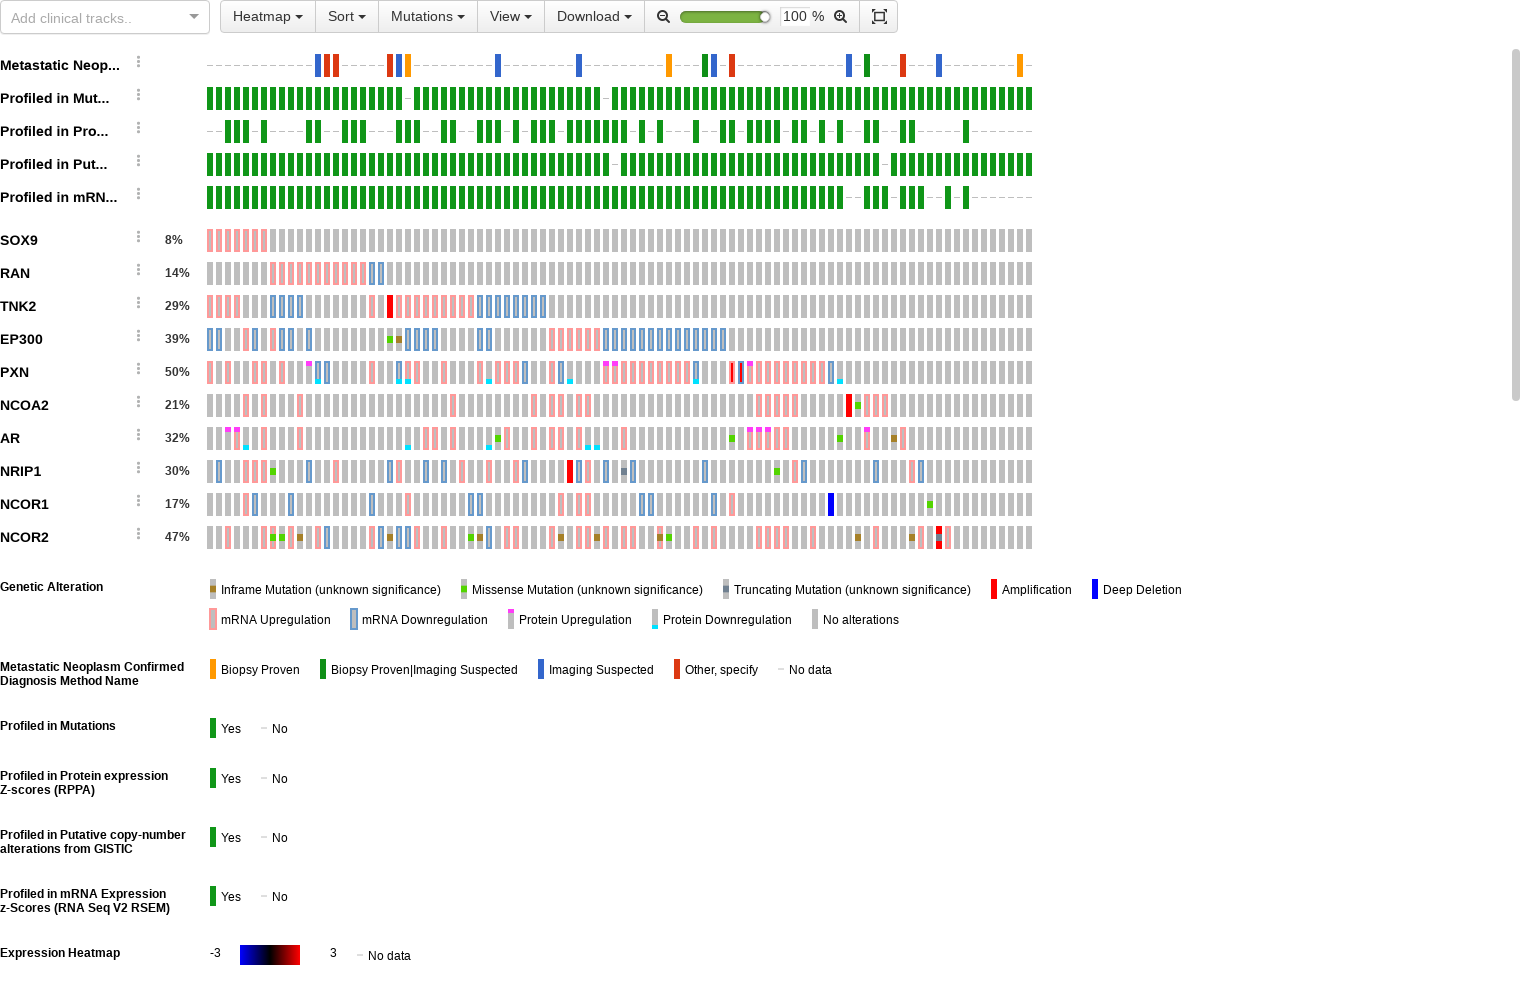 Add clinical tracks.. Heatmap Sort Mutations View Download 100 %
Metastatic Neop...
Profiled in Mut...
Profiled in Pro...
Profiled in Put...
Profiled in mRN...
SOX9 8%
RAN 14%
TNK2 29%
EP300 39%
PXN 50%
NCOA2 21%
AR 32%
NRIP1 30%
NCOR1 17%
NCOR2 47%
Genetic Alteration Inframe Mutation (unknown significance) Missense Mutation (unknown significance) Truncating Mutation (unknown significance) Amplification Deep Deletion
mRNA Upregulation mRNA Downregulation Protein Upregulation Protein Downregulation No alterations
Metastatic Neoplasm Confirmed
Diagnosis Method Name
Biopsy Proven Biopsy Proven|Imaging Suspected Imaging Suspected Other, specify No data
Profiled in Mutations Yes No
Profiled in Protein expression
Z-scores (RPPA)
Yes No
Profiled in Putative copy-number
alterations from GISTIC
Yes No
Profiled in mRNA Expression
z-Scores (RNA Seq V2 RSEM)
Yes No
Expression Heatmap -3 3 No data